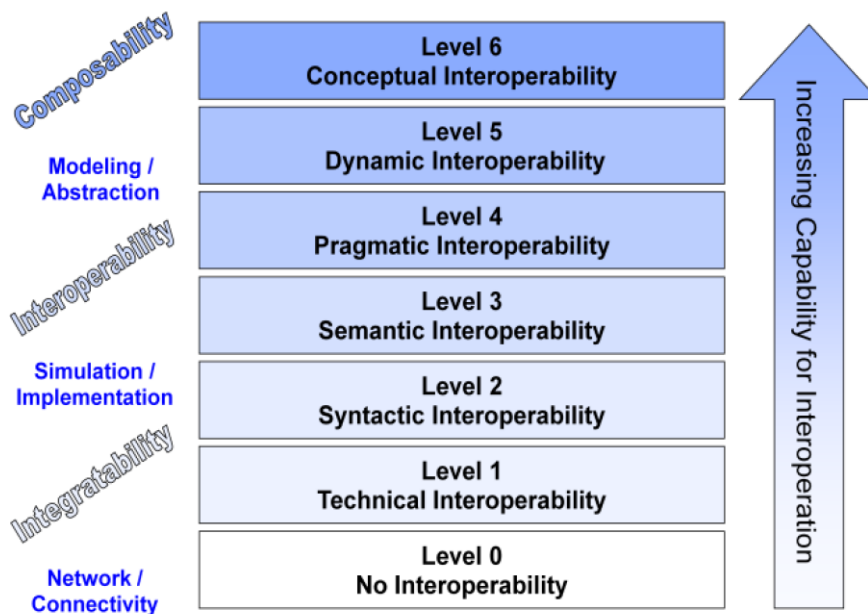 Composability
Level 6
Conceptual Interoperability
Level 5
Dynamic Interoperability
Modeling /
Abstraction
Level 4
Pragmatic Interoperability
Interoperability
Level 3
Semantic Interoperability
Simulation /
Implementation
Level 2
Syntactic Interoperability
Integratability
Level 1
Technical Interoperability
Level 0
No Interoperability
Network /
Connectivity
Increasing Capability for Interoperation